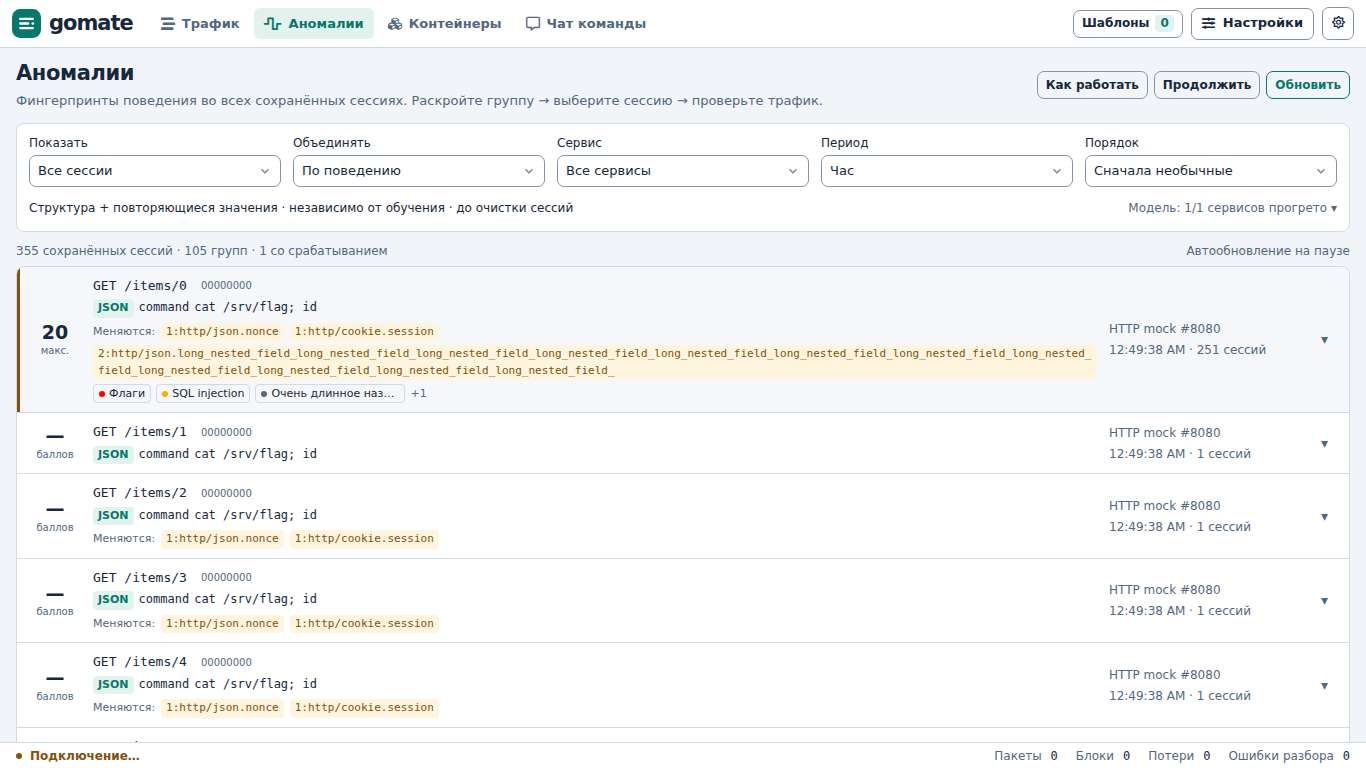 gomate Трафик Аномалии Контейнеры Чат команды Шаблоны 0 Настройки
Аномалии
Фингерпринты поведения во всех сохранённых сессиях. Раскройте группу → выберите сессию → проверьте трафик.
Как работать Продолжить Обновить
Показать Объединять Сервис Период Порядок
Все сессии По поведению Все сервисы Час Сначала необычные
Структура + повторяющиеся значения · независимо от обучения · до очистки сессий Модель: 1/1 сервисов прогрето ▾
355 сохранённых сессий · 105 групп · 1 со срабатыванием Автообновление на паузе
20
макс.
GET /items/0 00000000
JSON command cat /srv/flag; id
Меняются: 1:http/json.nonce 1:http/cookie.session
2:http/json.long_nested_field_long_nested_field_long_nested_field_long_nested_field_long_nested_field_long_nested_field_long_nested_
field_long_nested_field_long_nested_field_long_nested_field_
Флаги SQL injection Очень длинное наз… +1
HTTP mock #8080
12:49:38 AM · 251 сессий
▼
—
баллов
GET /items/1 00000000
JSON command cat /srv/flag; id
HTTP mock #8080
12:49:38 AM · 1 сессий
▼
—
баллов
GET /items/2 00000000
JSON command cat /srv/flag; id
Меняются: 1:http/json.nonce 1:http/cookie.session
HTTP mock #8080
12:49:38 AM · 1 сессий
▼
—
баллов
GET /items/3 00000000
JSON command cat /srv/flag; id
Меняются: 1:http/json.nonce 1:http/cookie.session
HTTP mock #8080
12:49:38 AM · 1 сессий
▼
—
баллов
GET /items/4 00000000
JSON command cat /srv/flag; id
Меняются: 1:http/json.nonce 1:http/cookie.session
HTTP mock #8080
12:49:38 AM · 1 сессий
▼
Подключение… Пакеты 0 Блоки 0 Потери 0 Ошибки разбора 0